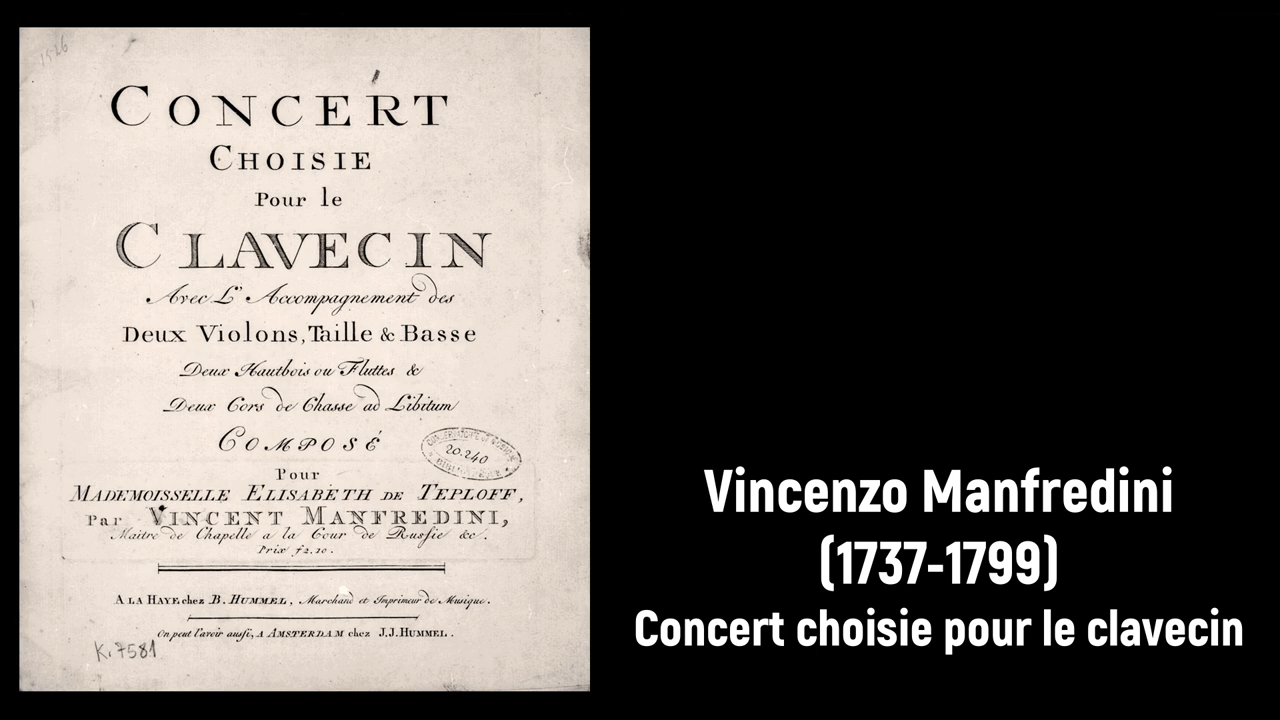 1526
CONCERT
CHOISIE
Pour le
CLAVECIN
Avec L' Accompagnement des
Deux Violons, Taille & Basse
Deux Hautbois ou Fluttes &
Deux Cors de Chasse ad Libitum
COMPOSÉ
20.240
Pour
MADEMOISSELLE ELISABETH DE TEPLOFF,
Par VINCENT MANFREDINI,
Maitre de Chapelle a la Cour de Russie &c.
Prix f 2.10.
A LA HAYE chez B. HUMMEL, Marchand et Imprimeur de Musique.
On peut l'avoir aussi, A AMSTERDAM chez J.J. HUMMEL.
K.7581
Vincenzo Manfredini
(1737-1799)
Concert choisie pour le clavecin